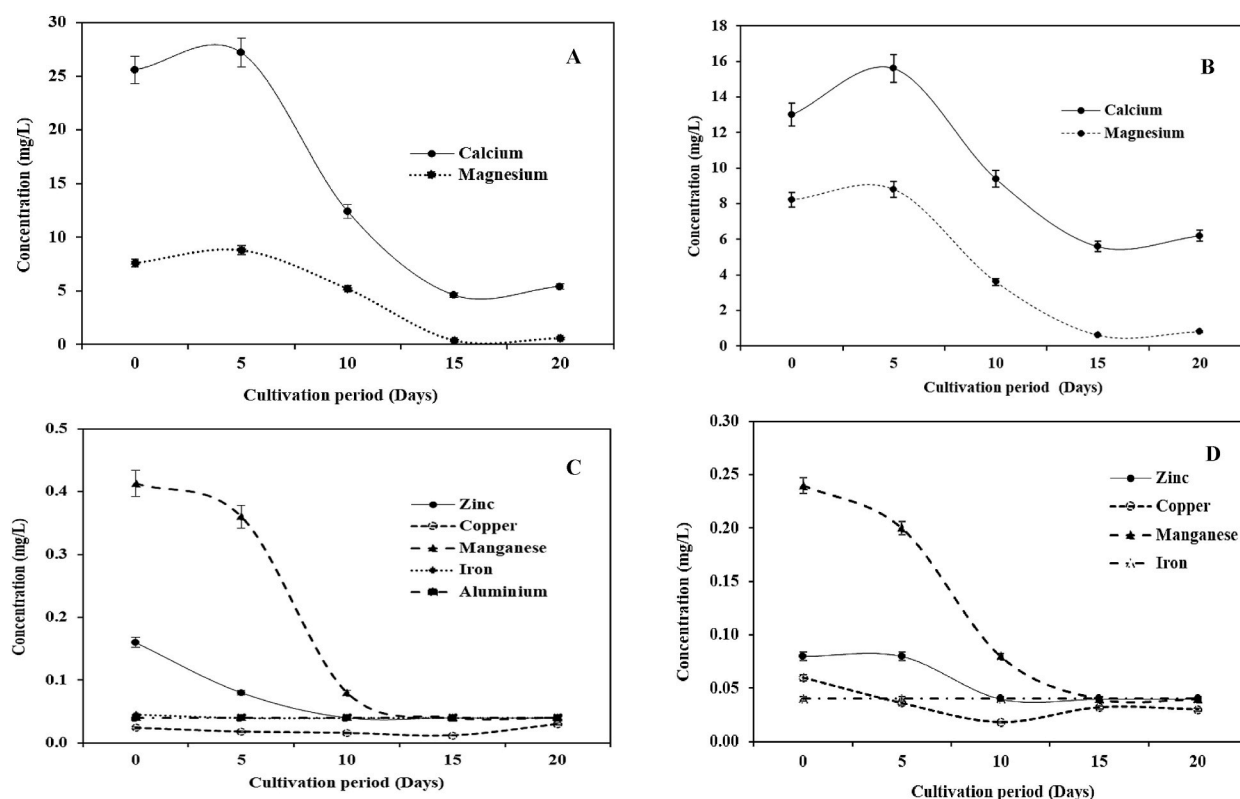 30
25
20
15
10
5
0
Concentration (mg/L)
A
Calcium
Magnesium
0 5 10 15 20
Cultivation period (Days)
18
16
14
12
10
8
6
4
2
0
Concentration (mg/L)
B
Calcium
Magnesium
0 5 10 15 20
Cultivation period (Days)
0.5
0.4
0.3
0.2
0.1
0.0
Concentration (mg/L)
C
Zinc
Copper
Manganese
Iron
Aluminium
0 5 10 15 20
Cultivation period (Days)
0.30
0.25
0.20
0.15
0.10
0.05
0.00
Concentration (mg/L)
D
Zinc
Copper
Manganese
Iron
0 5 10 15 20
Cultivation period (Days)